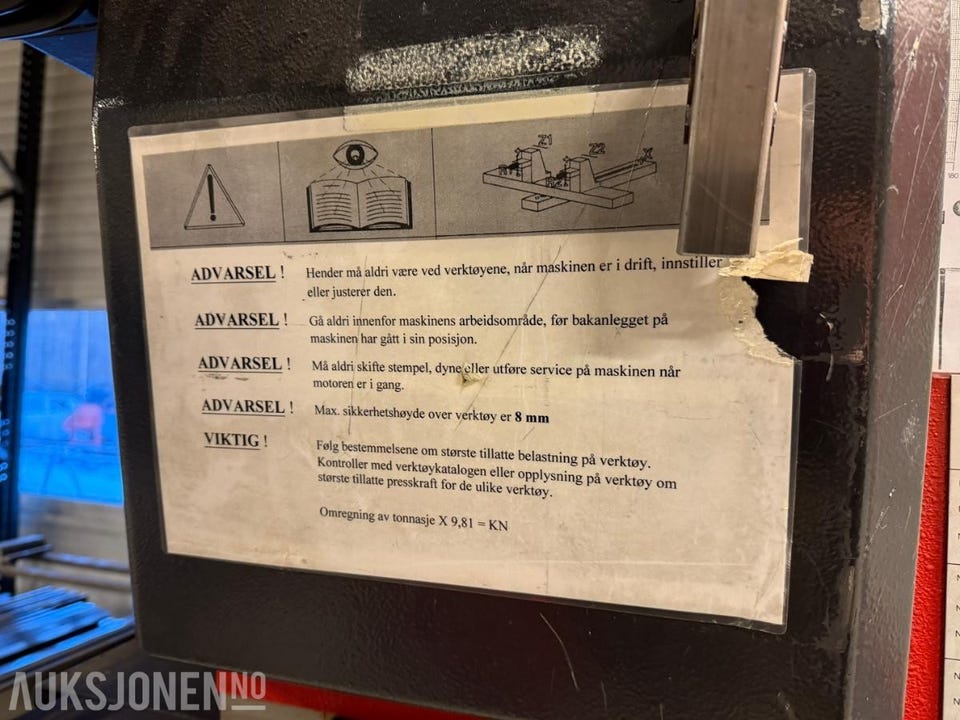 Z1
Z2
X
ADVARSEL ! Hender må aldri være ved verktøyene, når maskinen er i drift, innstiller
eller justerer den.
ADVARSEL ! Gå aldri innenfor maskinens arbeidsområde, før bakanlegget på
maskinen har gått i sin posisjon.
ADVARSEL ! Må aldri skifte stempel, dyne eller utføre service på maskinen når
motoren er i gang.
ADVARSEL ! Max. sikkerhetshøyde over verktøy er 8 mm
VIKTIG ! Følg bestemmelsene om største tillatte belastning på verktøy.
Kontroller med verktøykatalogen eller opplysning på verktøy om
største tillatte presskraft for de ulike verktøy.
Omregning av tonnasje X 9,81 = KN
180
AUKSJONEN NO